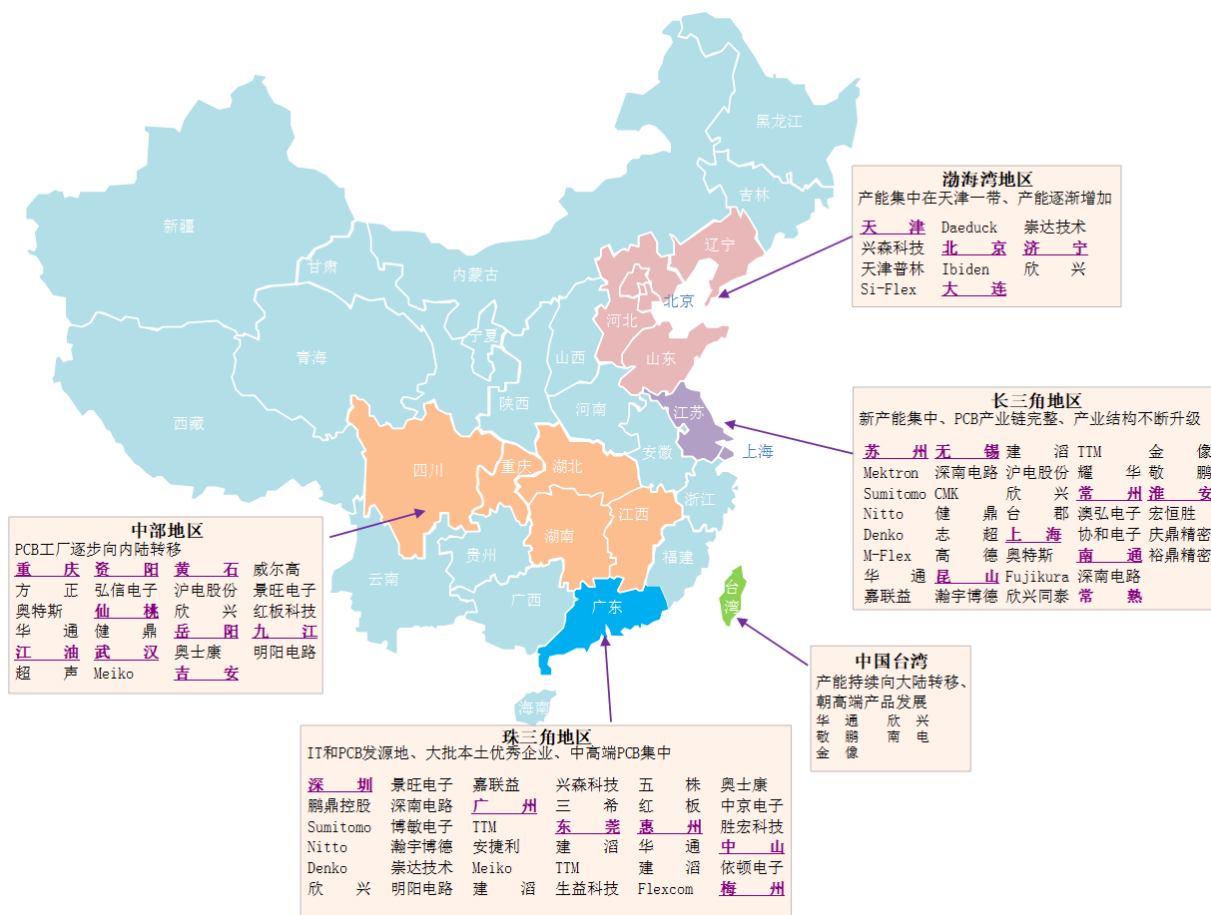 黑龙江
吉林
新疆
辽宁
甘肃
内蒙古
北京
河北
宁夏
青海
山西
山东
陕西
河南
江苏
西藏
安徽
上海
四川
重庆
湖北
浙江
江西
湖南
贵州
福建
云南
广西
广东
台湾
海南
渤海湾地区
产能集中在天津一带、产能逐渐增加
天津 Daeduck 崇达技术
兴森科技 北京 济宁
天津普林 Ibiden 欣兴
Si-Flex 大连
长三角地区
新产能集中、PCB产业链完整、产业结构不断升级
苏州 无锡 建滔 TTM 金像
Mektron 深南电路 沪电股份 耀华 敬鹏
Sumitomo CMK 欣兴 常州 淮安
Nitto 健鼎 台郡 澳弘电子 宏恒胜
Denko 志超 上海 协和电子 庆鼎精密
M-Flex 高德 奥特斯 南通 裕鼎精密
华通 昆山 Fujikura 深南电路
嘉联益 瀚宇博德 欣兴同泰 常熟
中部地区
PCB工厂逐步向内陆转移
重庆 资阳 黄石 威尔高
方正 弘信电子 沪电股份 景旺电子
奥特斯 仙桃 欣兴 红板科技
华通 健鼎 岳阳 九江
江油 武汉 奥士康 明阳电路
超声 Meiko 吉安
中国台湾
产能持续向大陆转移、
朝高端产品发展
华通 欣兴
敬鹏 南电
金像
珠三角地区
IT和PCB发源地、大批本土优秀企业、中高端PCB集中
深圳 景旺电子 嘉联益 兴森科技 五株 奥士康
鹏鼎控股 深南电路 广州 三希 红板 中京电子
Sumitomo 博敏电子 TTM 东莞 惠州 胜宏科技
Nitto 瀚宇博德 安捷利 建滔 华通 中山
Denko 崇达技术 Meiko TTM 建滔 依顿电子
欣兴 明阳电路 建滔 生益科技 Flexcom 梅州